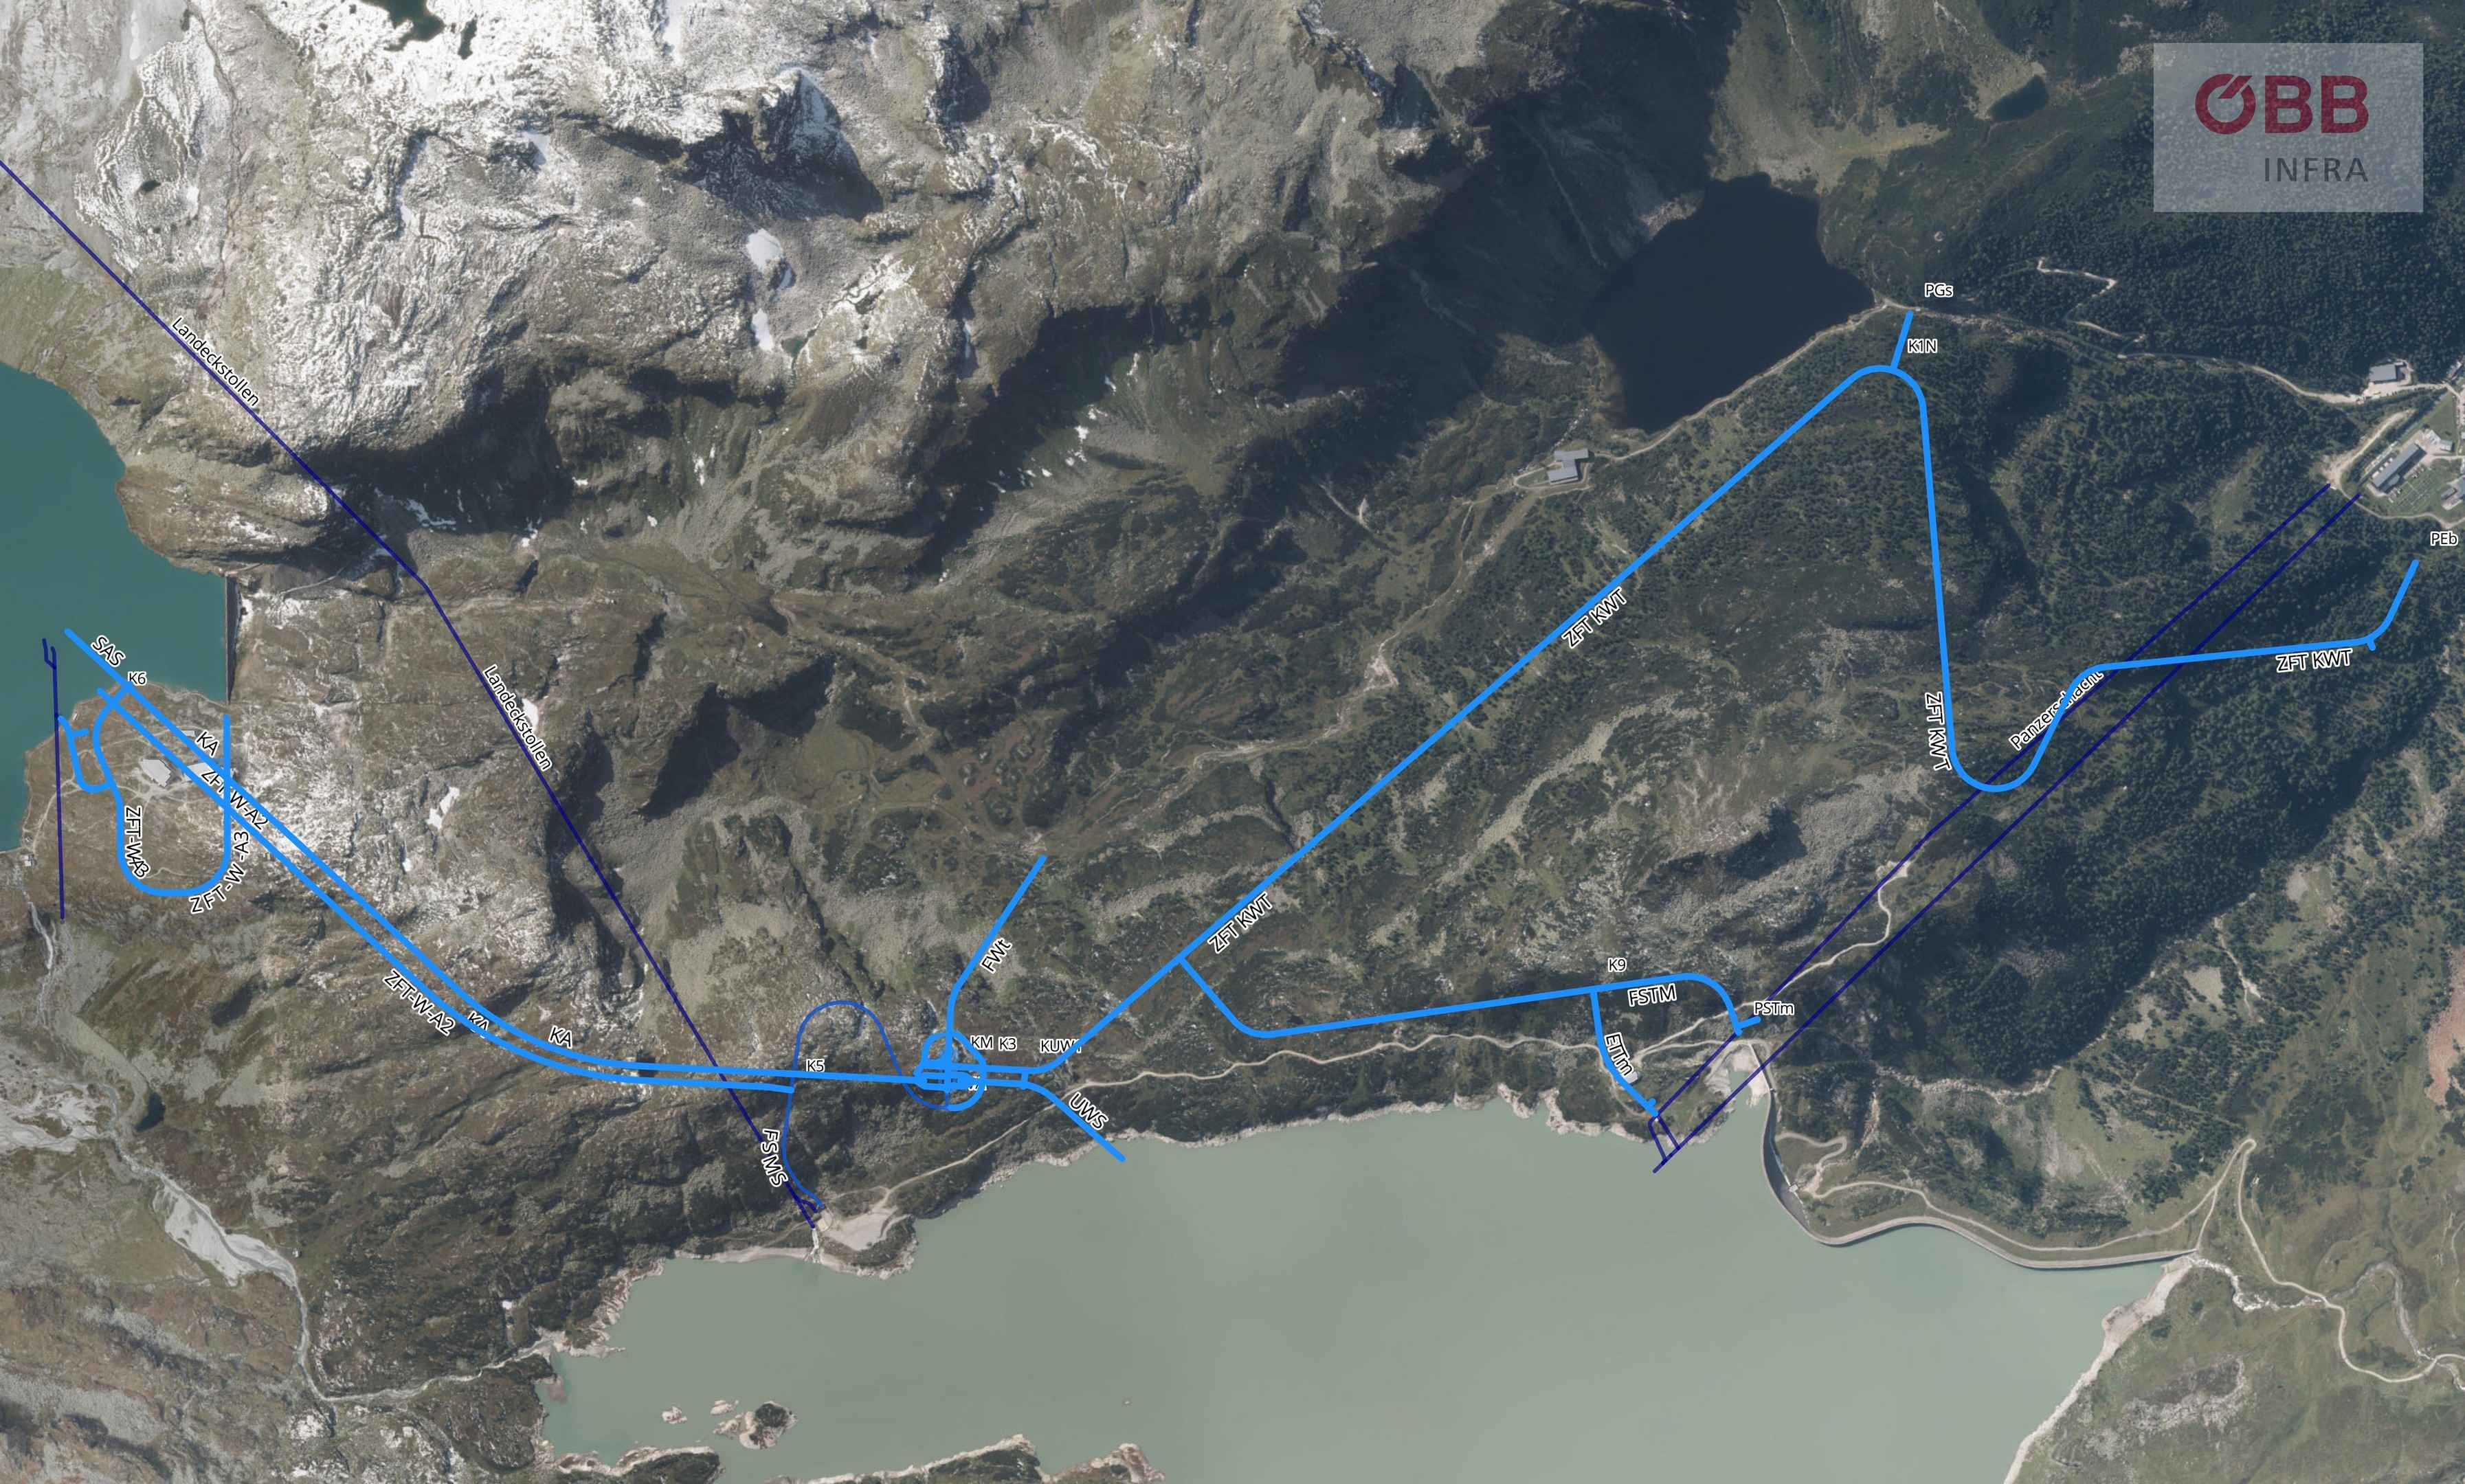 ÖBB
INFRA
PGs
K1N
Landeckstollen
PEb
ZFT KWT
SAS
K6
ZFT KWT
Landeckstollen
ZFT KWT
Panzerschacht
KA
ZFT-W-A2
ZFT-W-A3
ZFT-W-A3
ZFT KWT
FWt
K9
FSTM
PSTm
ZFT-W-A2
KA
KA
KM
K3
KUW1
K5
ETTm
UWS
FSMS